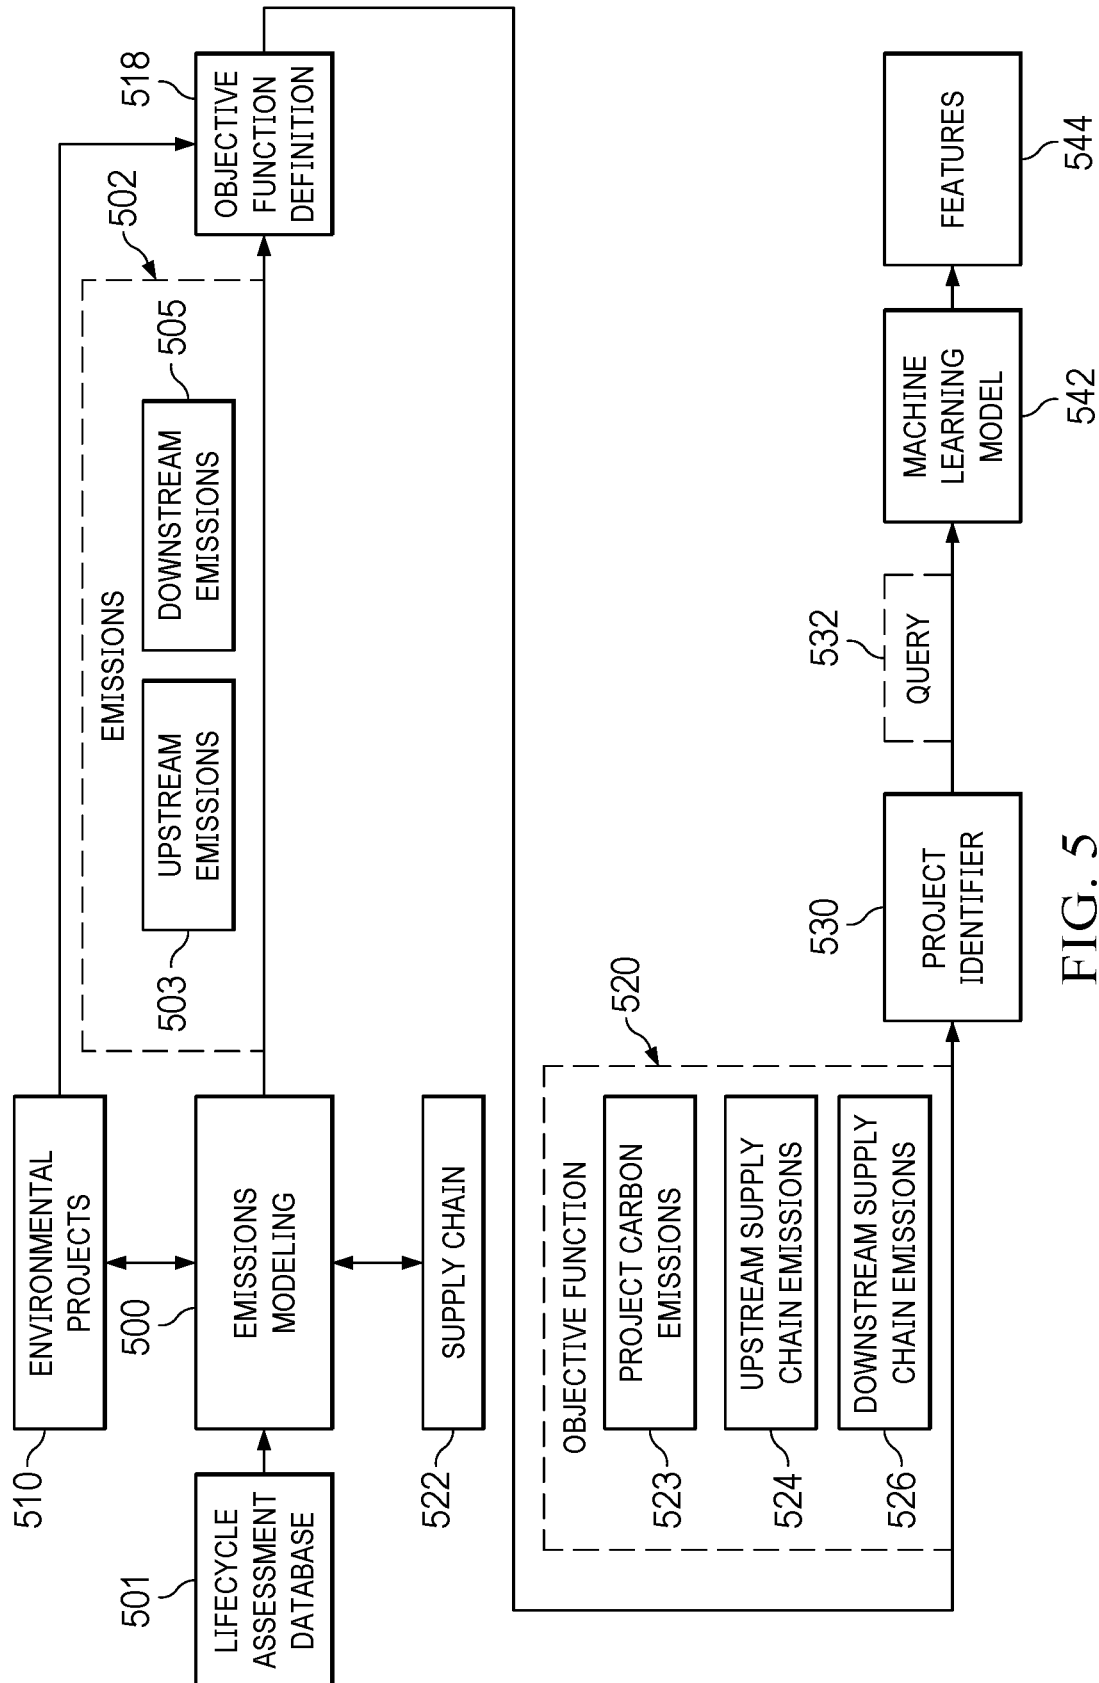 510
ENVIRONMENTAL
PROJECTS
501
LIFECYCLE
ASSESSMENT
DATABASE
500
EMISSIONS
MODELING
522
SUPPLY CHAIN
EMISSIONS
502
503
UPSTREAM
EMISSIONS
DOWNSTREAM
EMISSIONS
505
518
OBJECTIVE
FUNCTION
DEFINITION
OBJECTIVE FUNCTION
520
523
PROJECT CARBON
EMISSIONS
524
UPSTREAM SUPPLY
CHAIN EMISSIONS
526
DOWNSTREAM SUPPLY
CHAIN EMISSIONS
530
PROJECT
IDENTIFIER
532
QUERY
MACHINE
LEARNING
MODEL
542
FEATURES
544
FIG. 5